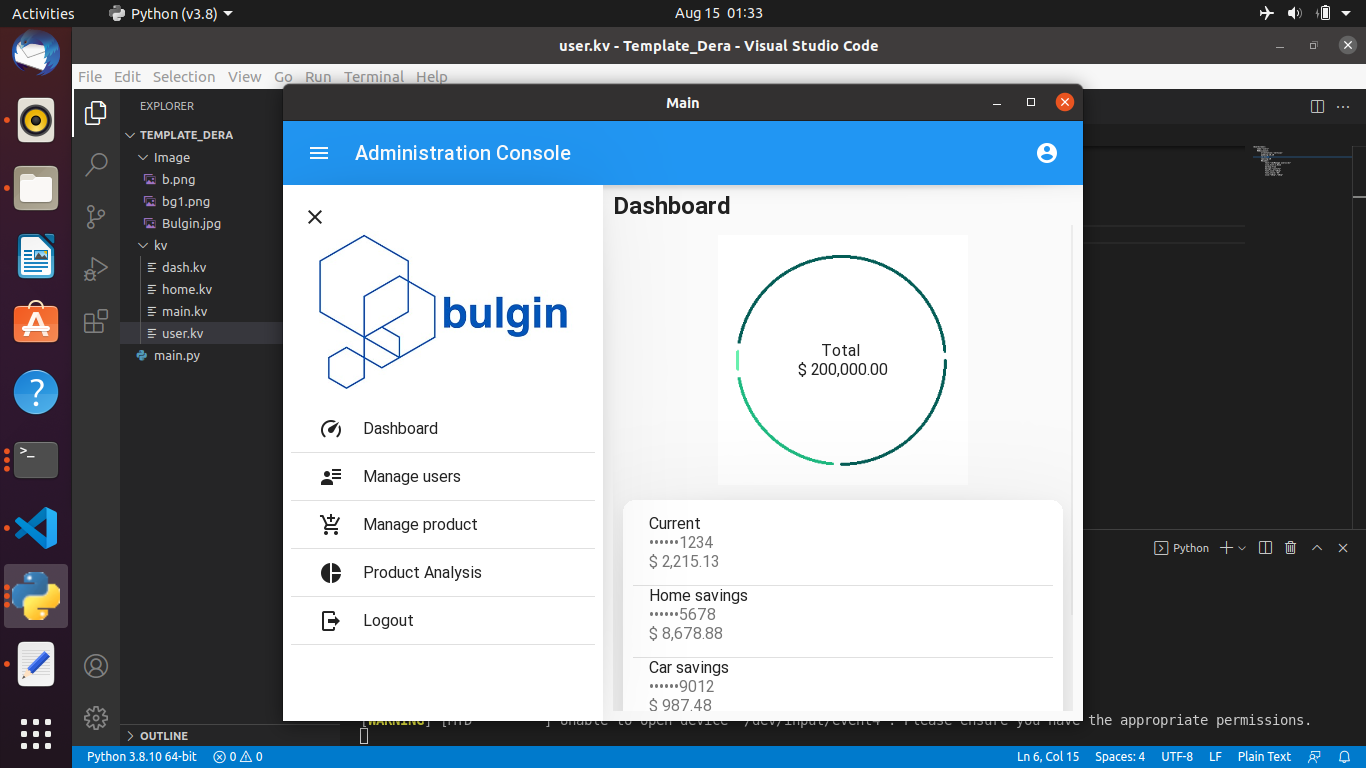 Activities
Python (v3.8)
Aug 15 01:33
user.kv - Template_Dera - Visual Studio Code
File Edit Selection View Go Run Terminal Help
EXPLORER
TEMPLATE_DERA
Image
b.png
bg1.png
Bulgin.jpg
kv
dash.kv
home.kv
main.kv
user.kv
main.py
OUTLINE
Main
Administration Console
bulgin
Dashboard
Manage users
Manage product
Product Analysis
Logout
Dashboard
Total
$ 200,000.00
Current
••••••1234
$ 2,215.13
Home savings
••••••5678
$ 8,678.88
Car savings
••••••9012
$ 987.48
Python
[WARNING] [MTD ] Unable to open device "/dev/input/event4". Please ensure you have the appropriate permissions.
Python 3.8.10 64-bit 0 0 Ln 6, Col 15 Spaces: 4 UTF-8 LF Plain Text